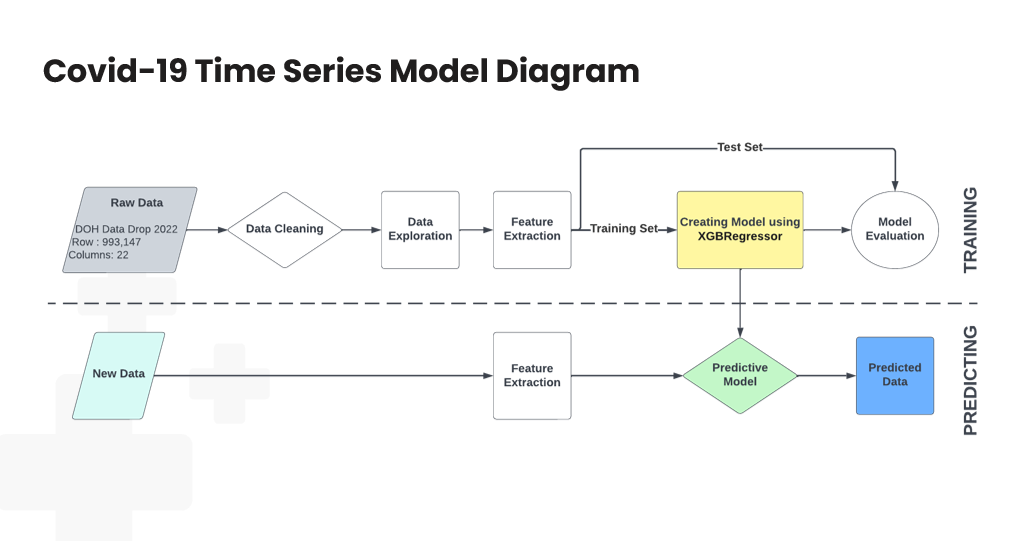 Covid-19 Time Series Model Diagram
Test Set
Raw Data
DOH Data Drop 2022
Row : 993,147
Columns: 22
Data Cleaning
Data
Exploration
Feature
Extraction
Training Set
Creating Model using
XGBRegressor
Model
Evaluation
TRAINING
New Data
Feature
Extraction
Predictive
Model
Predicted
Data
PREDICTING